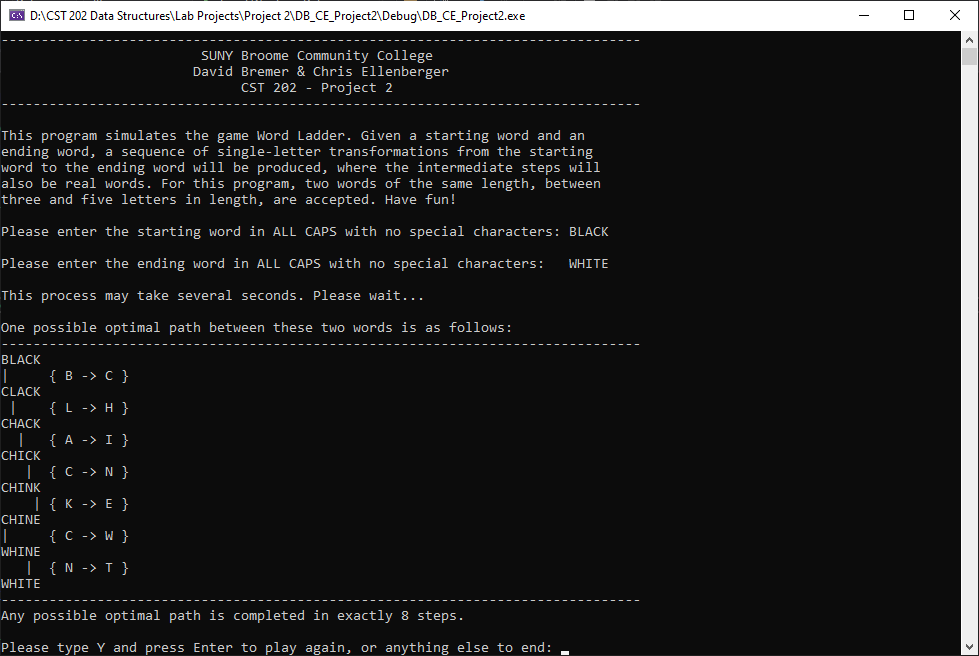 D:\CST 202 Data Structures\Lab Projects\Project 2\DB_CE_Project2\Debug\DB_CE_Project2.exe
--------------------------------------------------------------------------------
SUNY Broome Community College
David Bremer & Chris Ellenberger
CST 202 - Project 2
--------------------------------------------------------------------------------
This program simulates the game Word Ladder. Given a starting word and an
ending word, a sequence of single-letter transformations from the starting
word to the ending word will be produced, where the intermediate steps will
also be real words. For this program, two words of the same length, between
three and five letters in length, are accepted. Have fun!
Please enter the starting word in ALL CAPS with no special characters: BLACK
Please enter the ending word in ALL CAPS with no special characters:   WHITE
This process may take several seconds. Please wait...
One possible optimal path between these two words is as follows:
--------------------------------------------------------------------------------
BLACK
|     { B -> C }
CLACK
 |    { L -> H }
CHACK
  |   { A -> I }
CHICK
   |  { C -> N }
CHINK
    | { K -> E }
CHINE
|     { C -> W }
WHINE
   |  { N -> T }
WHITE
--------------------------------------------------------------------------------
Any possible optimal path is completed in exactly 8 steps.
Please type Y and press Enter to play again, or anything else to end: _